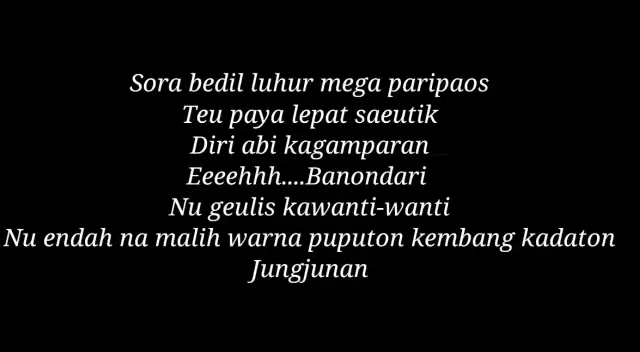 Sora bedil luhur mega paripaos
Teu paya lepat saeutik
Diri abi kagamparan
Eeeehhh....Banondari
Nu geulis kawanti-wanti
Nu endah na malih warna puputon kembang kadaton
Jungjunan